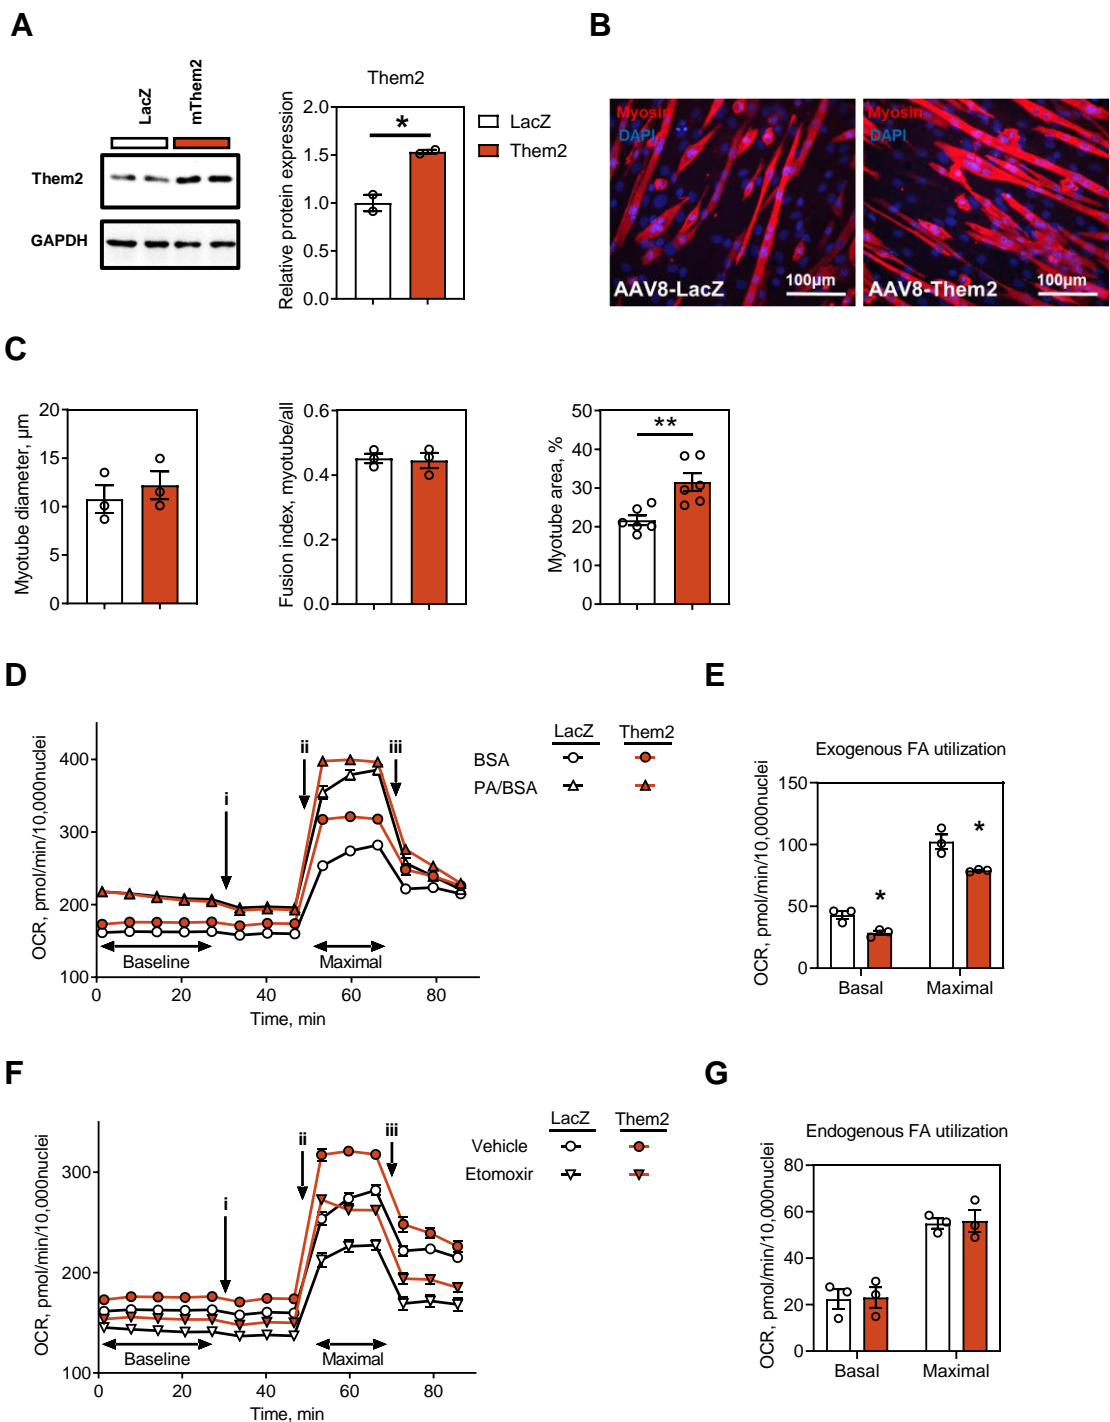 A
LacZ
mThem2
Them2
GAPDH
Them2
Relative protein expression
2.0
1.5
1.0
0.5
0.0
*
LacZ
Them2
B
Myosin
DAPI
AAV8-LacZ
100µm
Myosin
DAPI
AAV8-Them2
100µm
C
Myotube diameter, µm
20
15
10
5
0
Fusion index, myotube/all
0.6
0.4
0.2
0.0
Myotube area, %
50
40
30
20
10
0
**
D
OCR, pmol/min/10,000nuclei
400
300
200
100
i
ii
iii
Baseline
Maximal
0 20 40 60 80
Time, min
LacZ Them2
BSA
PA/BSA
E
Exogenous FA utilization
OCR, pmol/min/10,000nuclei
150
100
50
0
*
*
Basal Maximal
F
OCR, pmol/min/10,000nuclei
300
200
100
i
ii
iii
Baseline
Maximal
0 20 40 60 80
Time, min
LacZ Them2
Vehicle
Etomoxir
G
Endogenous FA utilization
OCR, pmol/min/10,000nuclei
80
60
40
20
0
Basal Maximal